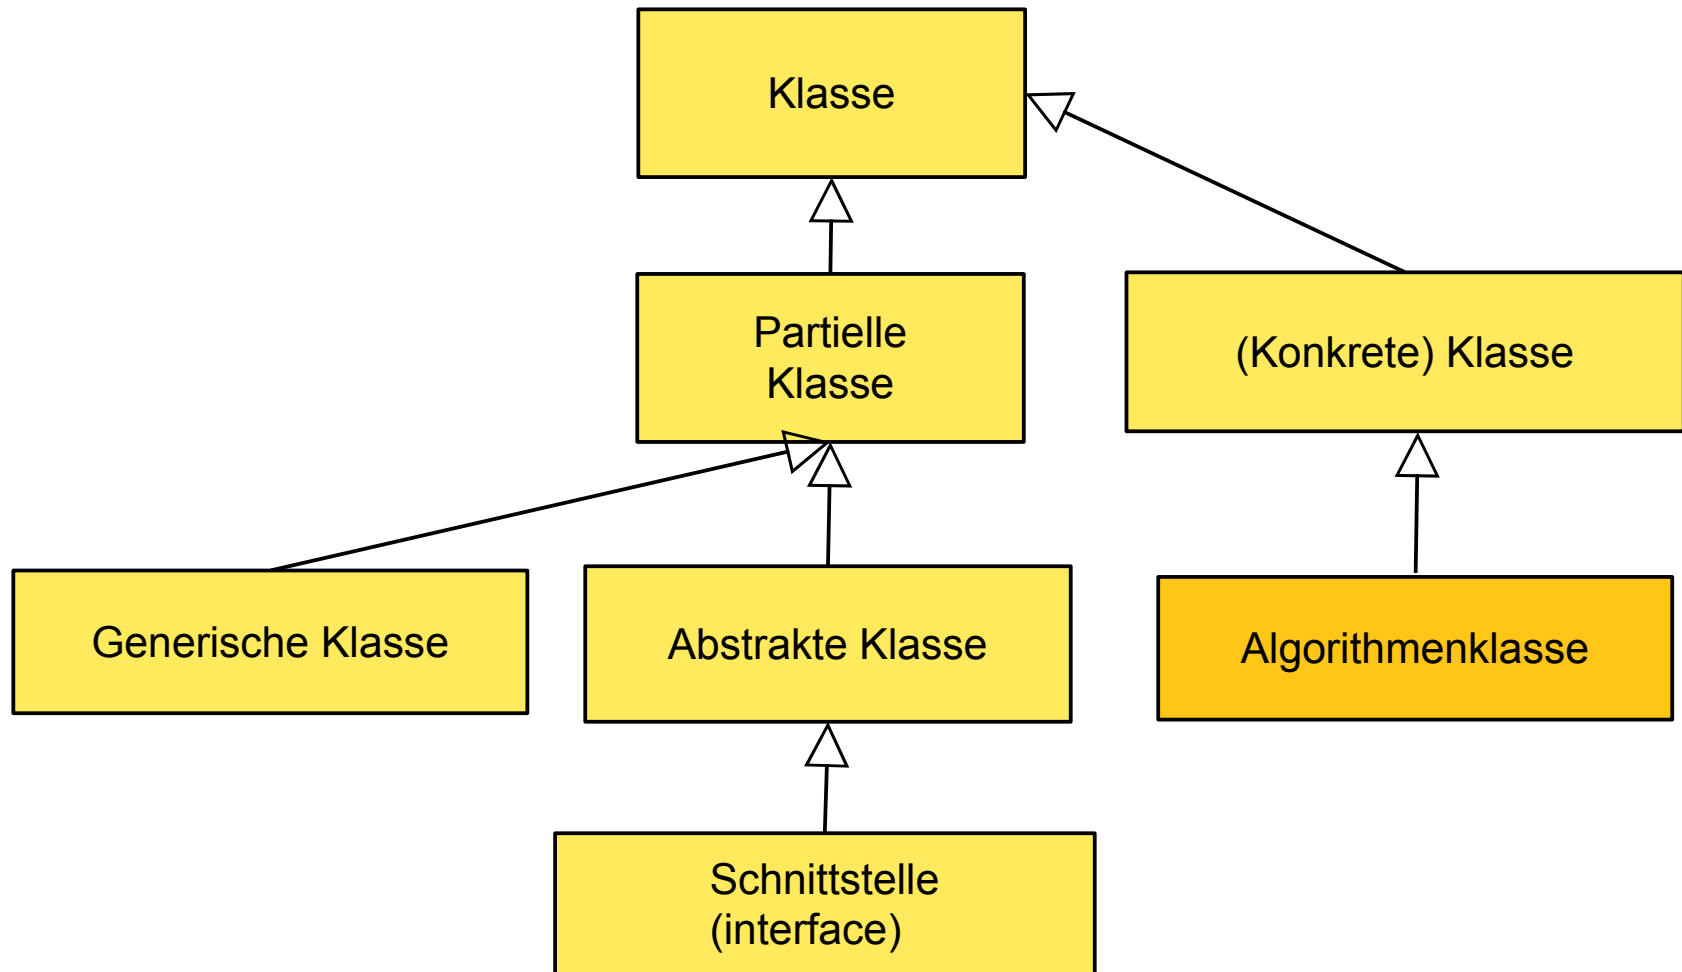 Klasse
Partielle
Klasse
(Konkrete) Klasse
Generische Klasse
Abstrakte Klasse
Algorithmenklasse
Schnittstelle
(interface)